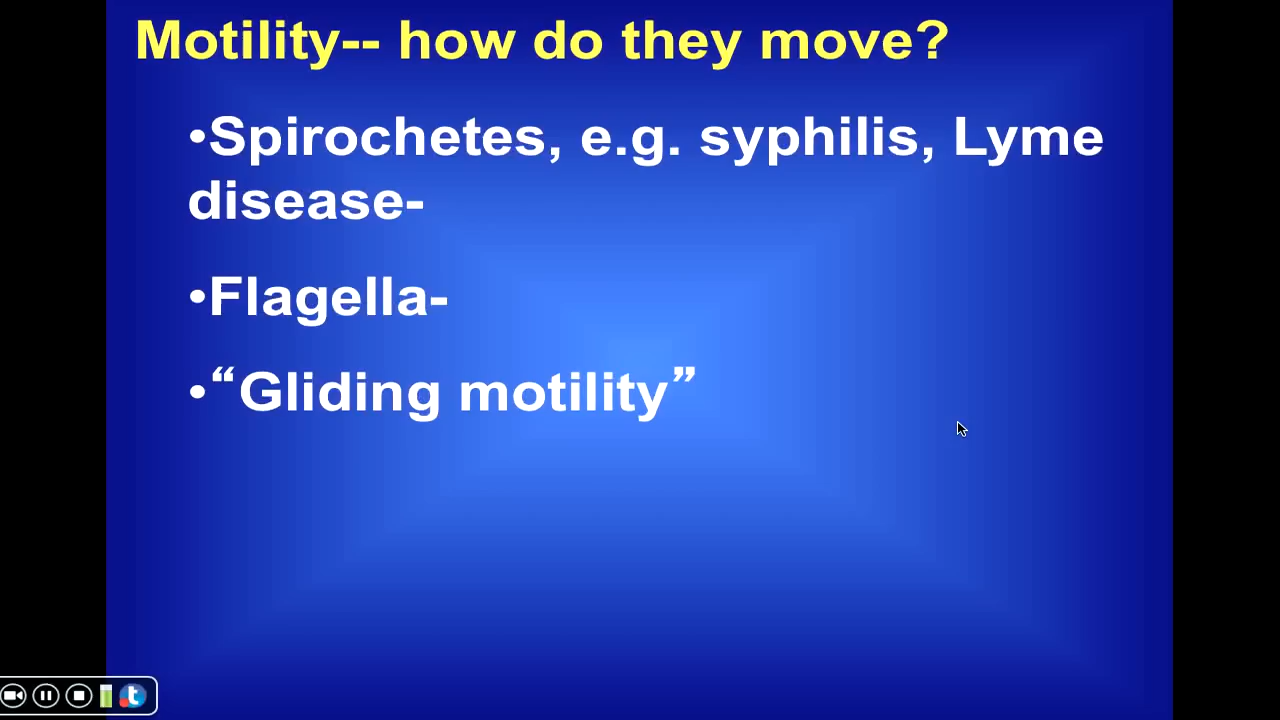 Motility-- how do they move?
•Spirochetes, e.g. syphilis, Lyme
disease-
•Flagella-
•“Gliding motility”
t